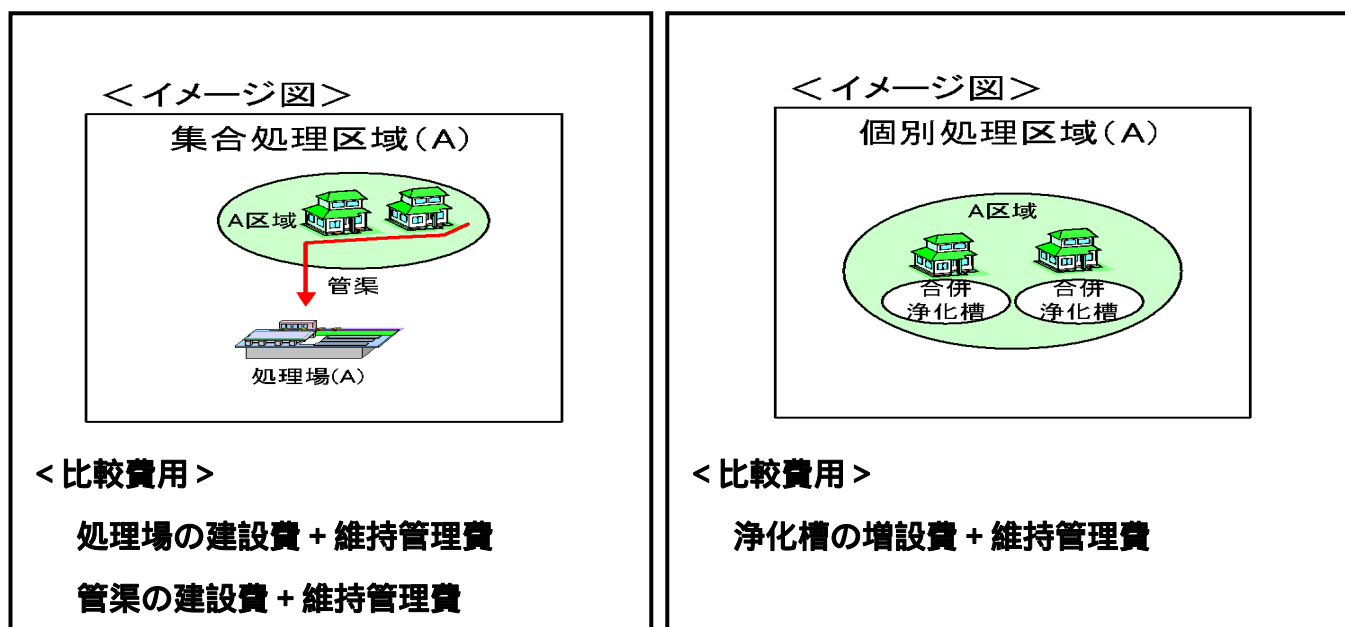 ＜イメージ図＞
集合処理区域(A)
A区域
管渠
処理場(A)
＜比較費用＞
処理場の建設費＋維持管理費
管渠の建設費＋維持管理費
＜イメージ図＞
個別処理区域(A)
A区域
合併
浄化槽
合併
浄化槽
＜比較費用＞
浄化槽の増設費＋維持管理費